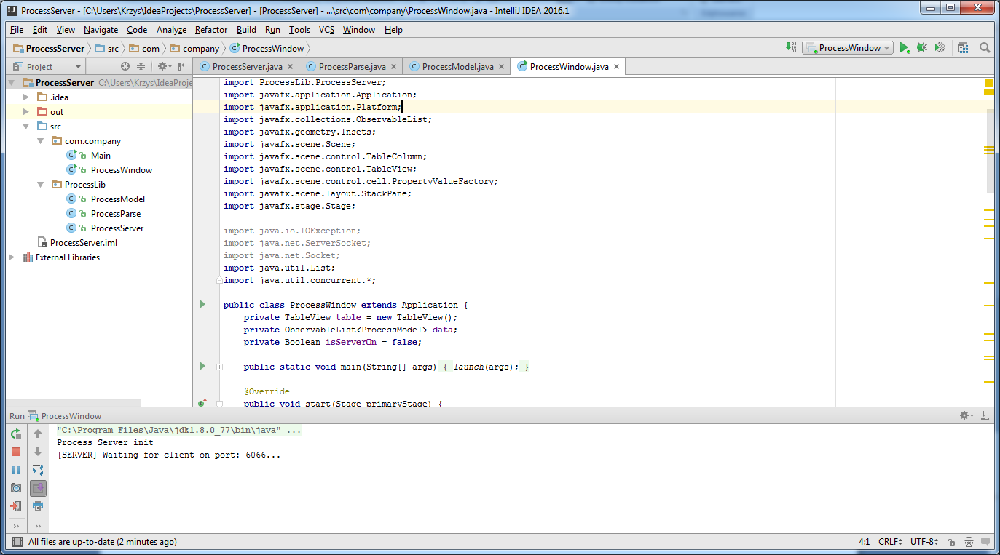 ProcessServer - [C:\Users\Krzys\IdeaProjects\ProcessServer] - [ProcessServer] - ...\src\com\company\ProcessWindow.java - IntelliJ IDEA 2016.1
File Edit View Navigate Code Analyze Refactor Build Run Tools VCS Window Help
ProcessServer src com company ProcessWindow ProcessWindow
Project ProcessServer.java ProcessParse.java ProcessModel.java ProcessWindow.java
ProcessServer C:\Users\Krzys\IdeaProje
.idea
out
src
com.company
Main
ProcessWindow
ProcessLib
ProcessModel
ProcessParse
ProcessServer
ProcessServer.iml
External Libraries
import ProcessLib.ProcessServer;
import javafx.application.Application;
import javafx.application.Platform;
import javafx.collections.ObservableList;
import javafx.geometry.Insets;
import javafx.scene.Scene;
import javafx.scene.control.TableColumn;
import javafx.scene.control.TableView;
import javafx.scene.control.cell.PropertyValueFactory;
import javafx.scene.layout.StackPane;
import javafx.stage.Stage;
import java.io.IOException;
import java.net.ServerSocket;
import java.net.Socket;
import java.util.List;
import java.util.concurrent.*;
public class ProcessWindow extends Application {
private TableView table = new TableView();
private ObservableList<ProcessModel> data;
private Boolean isServerOn = false;
public static void main(String[] args) { launch(args); }
@Override
public void start(Stage primaryStage) {
Run ProcessWindow
"C:\Program Files\Java\jdk1.8.0_77\bin\java" ...
Process Server init
[SERVER] Waiting for client on port: 6066...
All files are up-to-date (2 minutes ago) 4:1 CRLF UTF-8